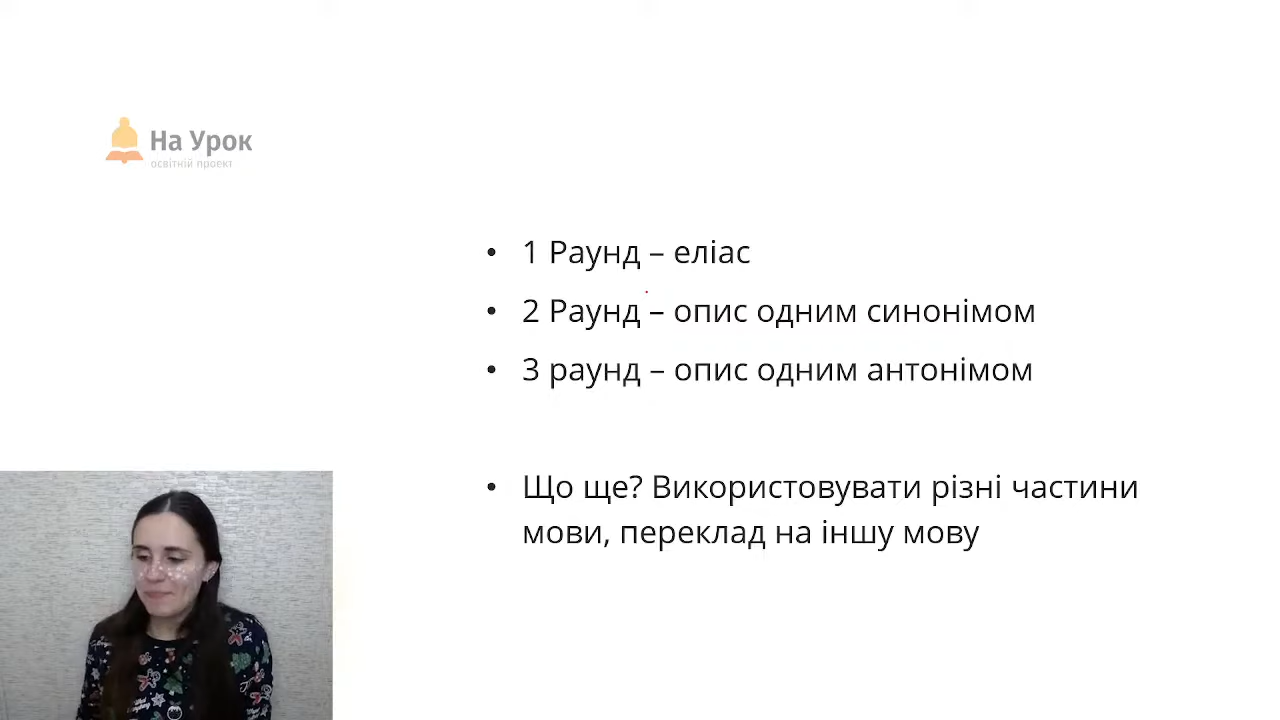 На Урок
освітній проект
• 1 Раунд – еліас
• 2 Раунд – опис одним синонімом
• 3 раунд – опис одним антонімом
• Що ще? Використовувати різні частини
мови, переклад на іншу мову